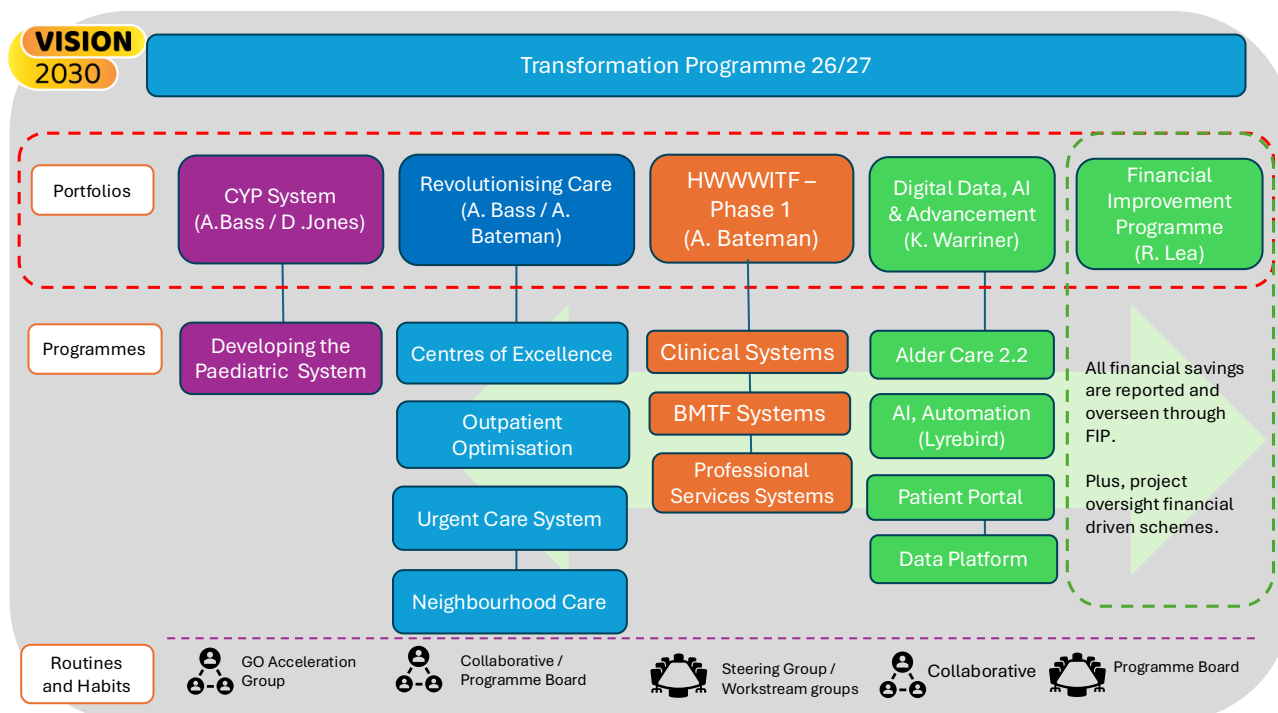 VISION
2030
Transformation Programme 26/27
Portfolios
CYP System
(A.Bass / D .Jones)
Revolutionising Care
(A. Bass / A.
Bateman)
HWWWITF –
Phase 1
(A. Bateman)
Digital Data, AI
& Advancement
(K. Warriner)
Financial
Improvement
Programme
(R. Lea)
Programmes
Developing the
Paediatric System
Centres of Excellence
Outpatient
Optimisation
Urgent Care System
Neighbourhood Care
Clinical Systems
BMTF Systems
Professional
Services Systems
Alder Care 2.2
AI, Automation
(Lyrebird)
Patient Portal
Data Platform
All financial savings
are reported and
overseen through
FIP.
Plus, project
oversight financial
driven schemes.
Routines
and Habits
GO Acceleration
Group
Collaborative /
Programme Board
Steering Group /
Workstream groups
Collaborative
Programme Board